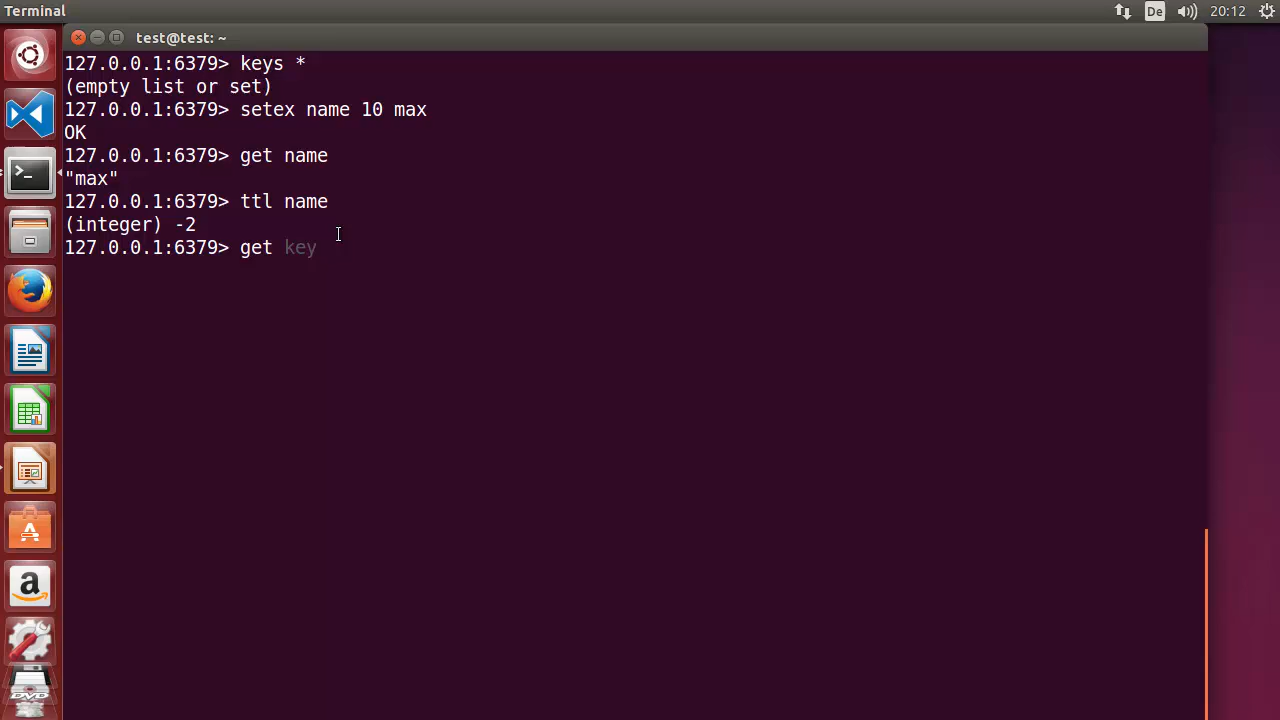 Terminal
De
20:12
test@test: ~
127.0.0.1:6379> keys *
(empty list or set)
127.0.0.1:6379> setex name 10 max
OK
127.0.0.1:6379> get name
"max"
127.0.0.1:6379> ttl name
(integer) -2
127.0.0.1:6379> get key
>_
A
a
DVD